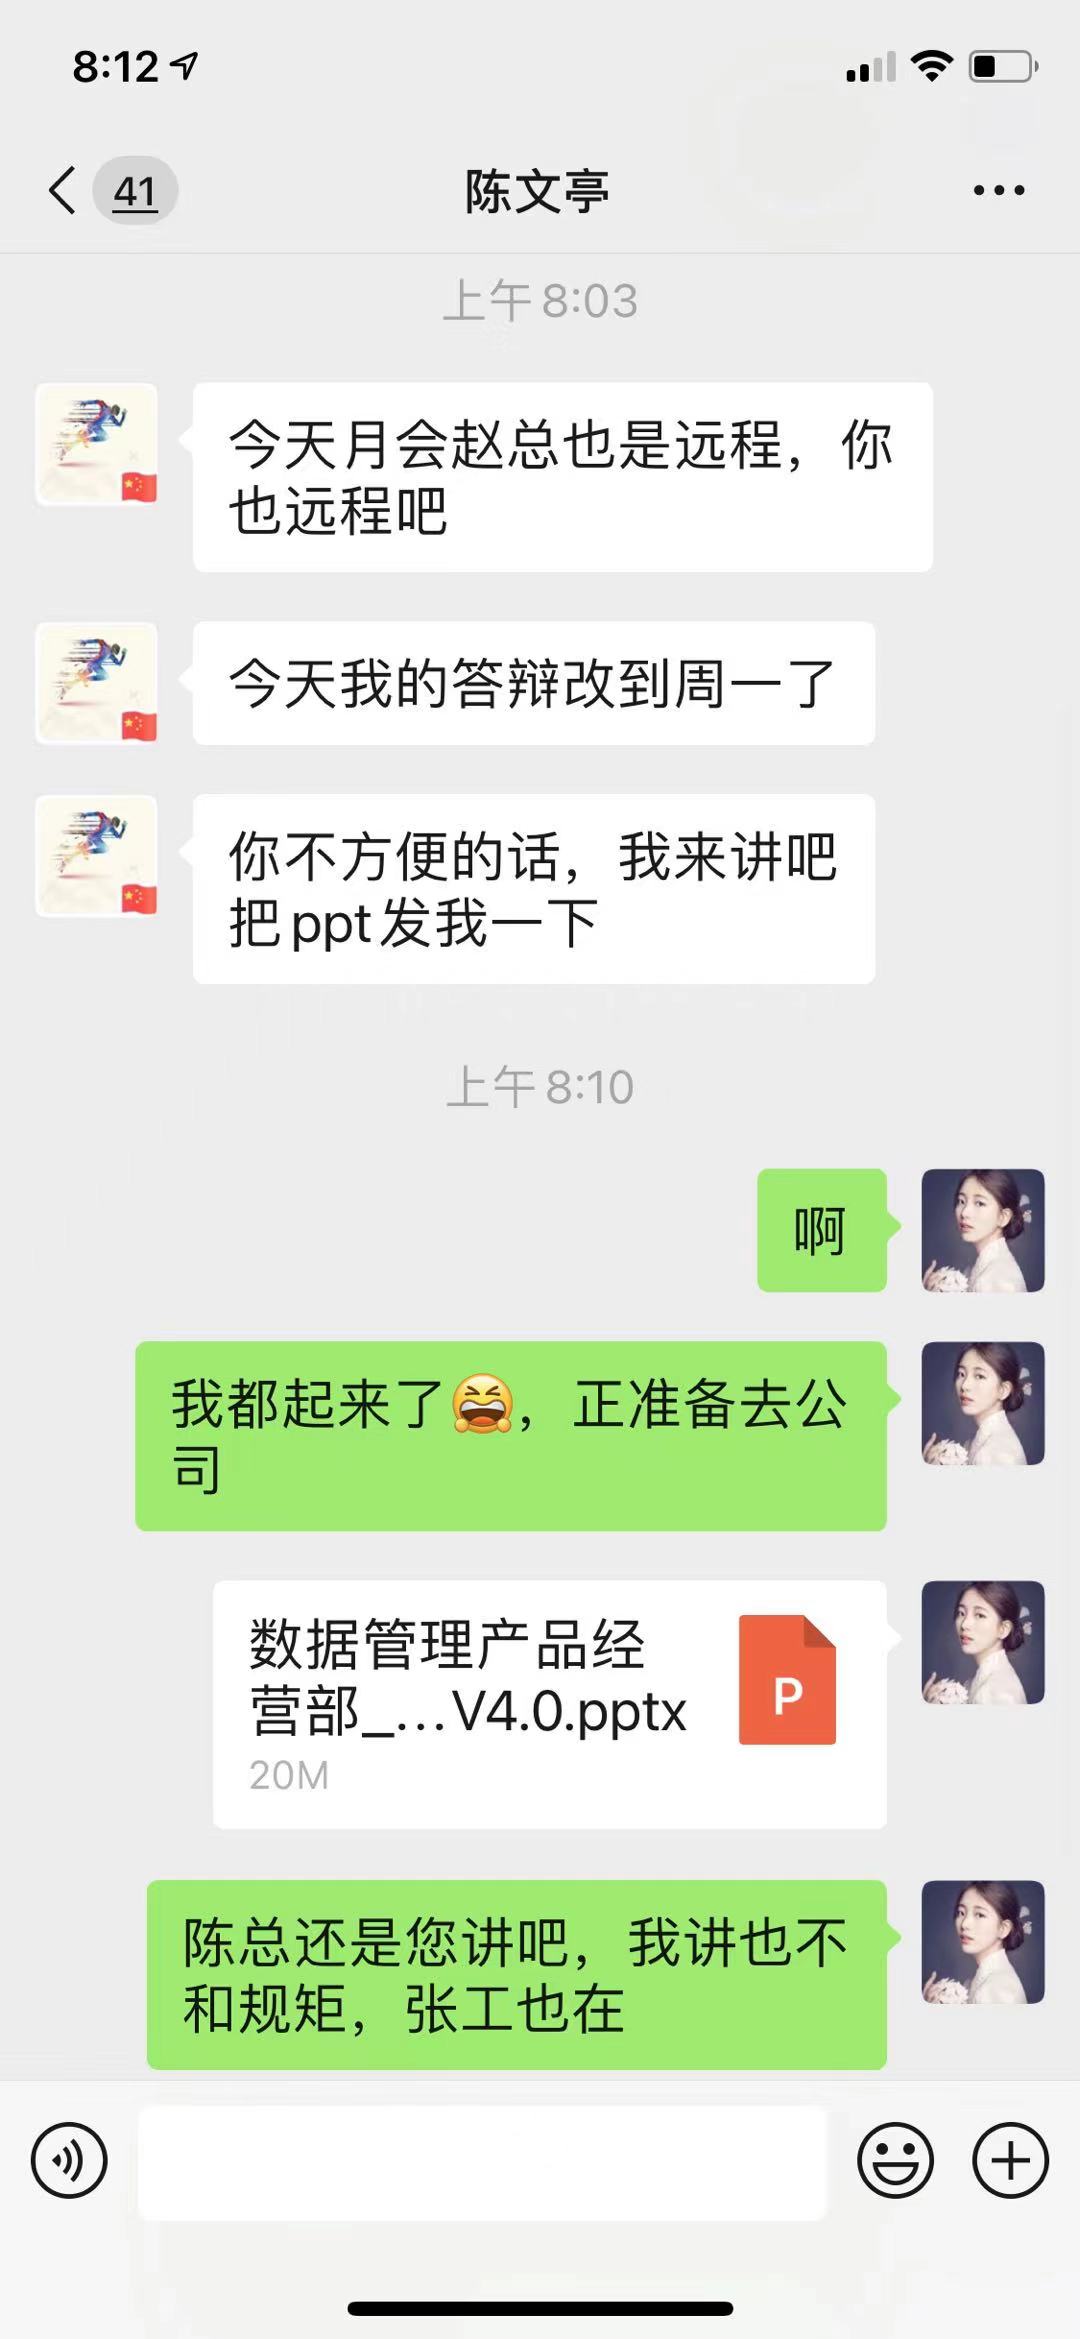 8:12
41
陈文亭
上午8:03
今天月会赵总也是远程，你
也远程吧
今天我的答辩改到周一了
你不方便的话，我来讲吧
把ppt发我一下
上午8:10
啊
我都起来了😆，正准备去公
司
数据管理产品经
营部_...V4.0.pptx
P
20M
陈总还是您讲吧，我讲也不
和规矩，张工也在